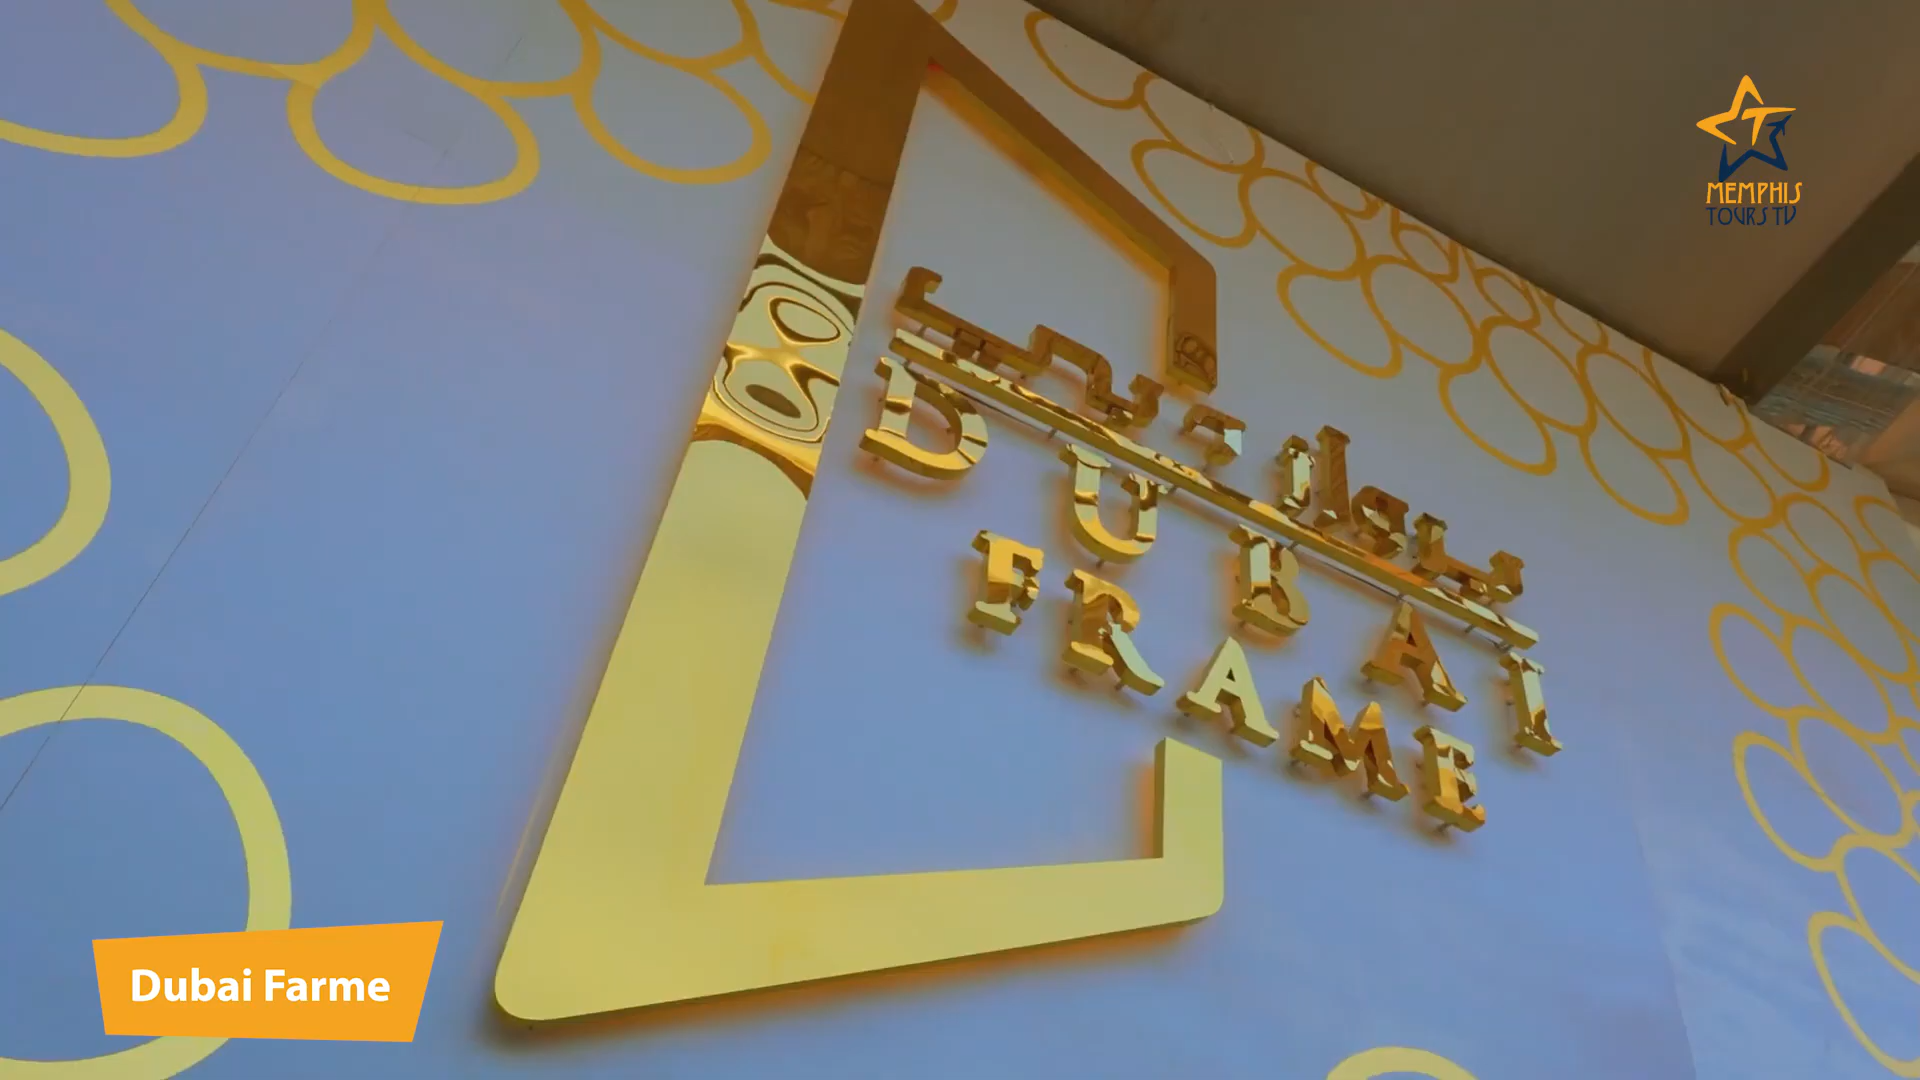 MEMPHIS
TOURS TV
برواز دبي
DUBAI
FRAME
Dubai Farme